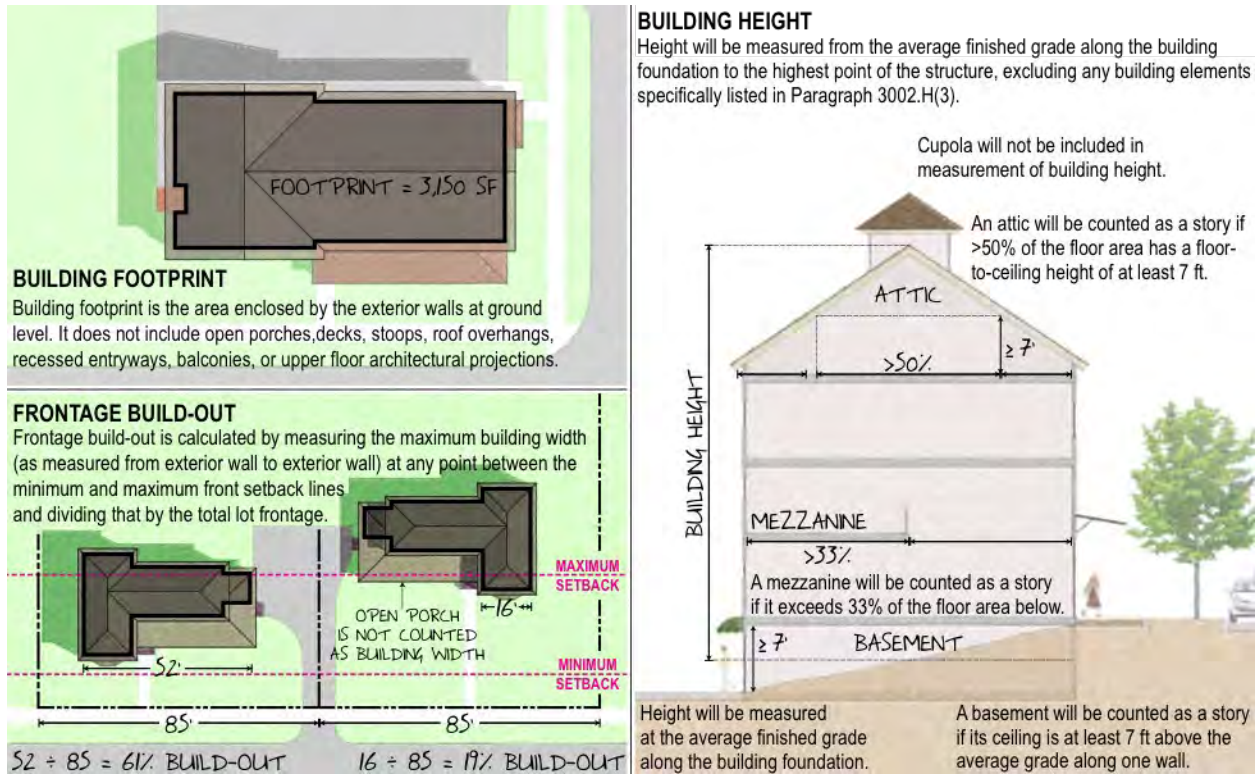 FOOTPRINT = 3,150 SF
BUILDING FOOTPRINT
Building footprint is the area enclosed by the exterior walls at ground
level. It does not include open porches,decks, stoops, roof overhangs,
recessed entryways, balconies, or upper floor architectural projections.
FRONTAGE BUILD-OUT
Frontage build-out is calculated by measuring the maximum building width
(as measured from exterior wall to exterior wall) at any point between the
minimum and maximum front setback lines
and dividing that by the total lot frontage.
MAXIMUM
SETBACK
16'
OPEN PORCH
IS NOT COUNTED
AS BUILDING WIDTH
52'
MINIMUM
SETBACK
85'
85'
52 ÷ 85 = 61% BUILD-OUT
16 ÷ 85 = 19% BUILD-OUT
BUILDING HEIGHT
Height will be measured from the average finished grade along the building
foundation to the highest point of the structure, excluding any building elements
specifically listed in Paragraph 3002.H(3).
Cupola will not be included in
measurement of building height.
An attic will be counted as a story if
>50% of the floor area has a floor-
to-ceiling height of at least 7 ft.
ATTIC
≥ 7'
>50%
BUILDING HEIGHT
MEZZANINE
>33%
A mezzanine will be counted as a story
if it exceeds 33% of the floor area below.
≥ 7'
BASEMENT
Height will be measured
at the average finished grade
along the building foundation.
A basement will be counted as a story
if its ceiling is at least 7 ft above the
average grade along one wall.